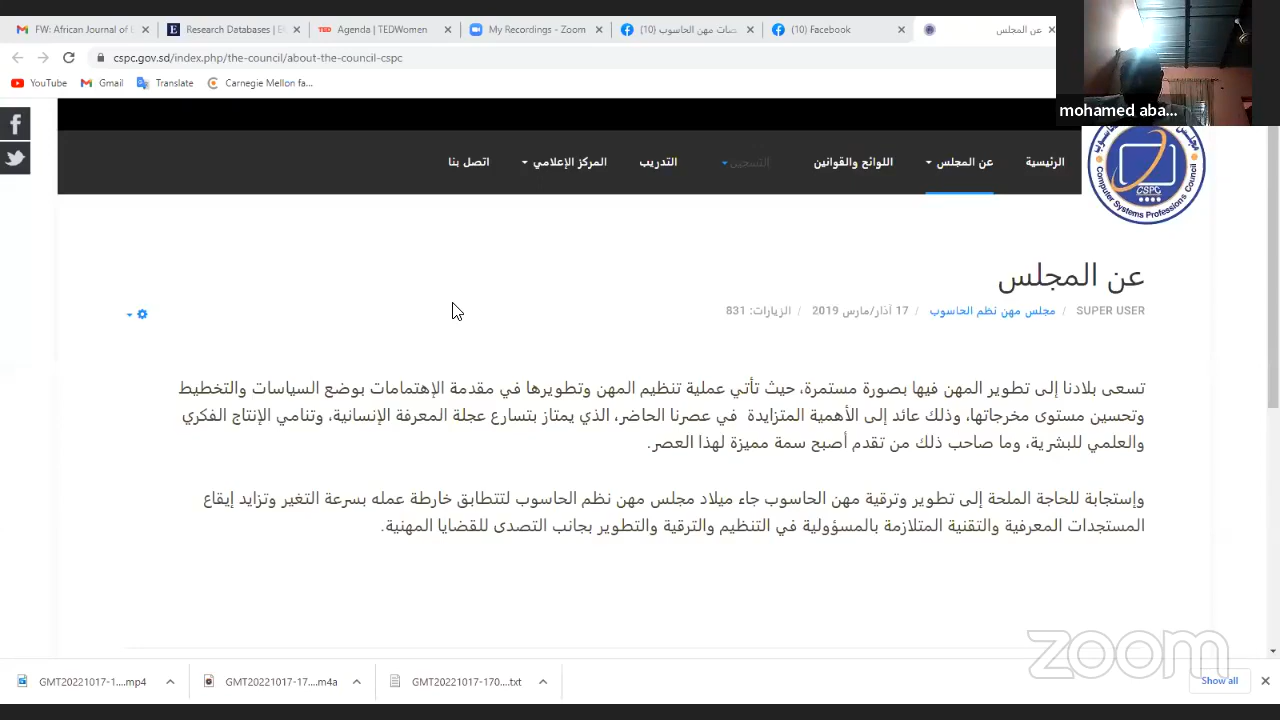 FW: African Journal of
Research Databases | E
Agenda | TEDWomen
My Recordings - Zoom
(10) مهن الحاسوب
(10) Facebook
عن المجلس
cspc.gov.sd/index.php/the-council/about-the-council-cspc
YouTube
Gmail
Translate
Carnegie Mellon fa...
mohamed aba...
الرئيسية
عن المجلس
اللوائح والقوانين
التسجيل
التدريب
المركز الإعلامي
اتصل بنا
CSPC
Computer Systems Professions Council
عن المجلس
SUPER USER / مجلس مهن نظم الحاسوب / 17 آذار/مارس 2019 / الزيارات: 831
تسعى بلادنا إلى تطوير المهن فيها بصورة مستمرة، حيث تأتي عملية تنظيم المهن وتطويرها في مقدمة الإهتمامات بوضع السياسات والتخطيط
وتحسين مستوى مخرجاتها، وذلك عائد إلى الأهمية المتزايدة في عصرنا الحاضر، الذي يمتاز بتسارع عجلة المعرفة الإنسانية، وتنامي الإنتاج الفكري
والعلمي للبشرية، وما صاحب ذلك من تقدم أصبح سمة مميزة لهذا العصر.
وإستجابة للحاجة الملحة إلى تطوير وترقية مهن الحاسوب جاء ميلاد مجلس مهن نظم الحاسوب لتتطابق خارطة عمله بسرعة التغير وتزايد إيقاع
المستجدات المعرفية والتقنية المتلازمة بالمسؤولية في التنظيم والترقية والتطوير بجانب التصدى للقضايا المهنية.
zoom
GMT20221017-1....mp4
GMT20221017-17....m4a
GMT20221017-170....txt
Show all